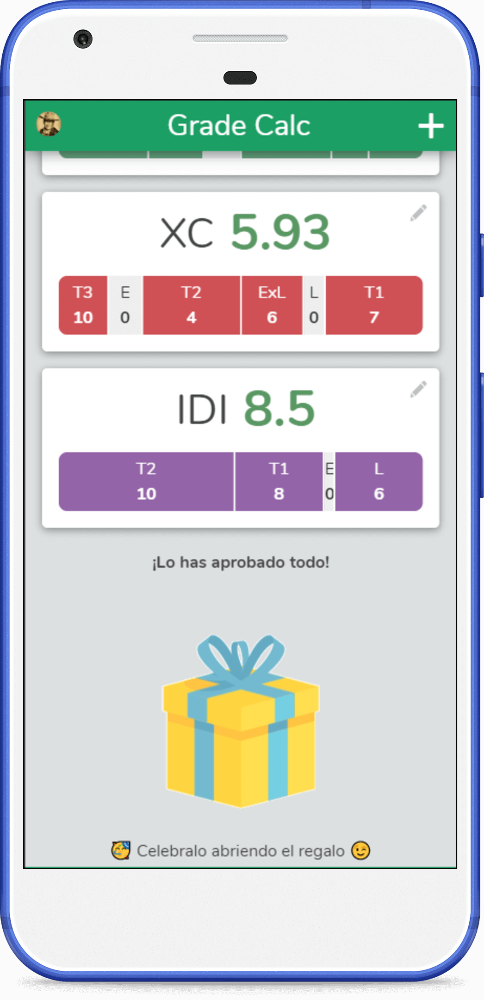 Grade Calc +
XC 5.93
T3 E T2 ExL L T1
10 0 4 6 0 7
IDI 8.5
T2 T1 E L
10 8 0 6
¡Lo has aprobado todo!
🥳 Celebralo abriendo el regalo 😉